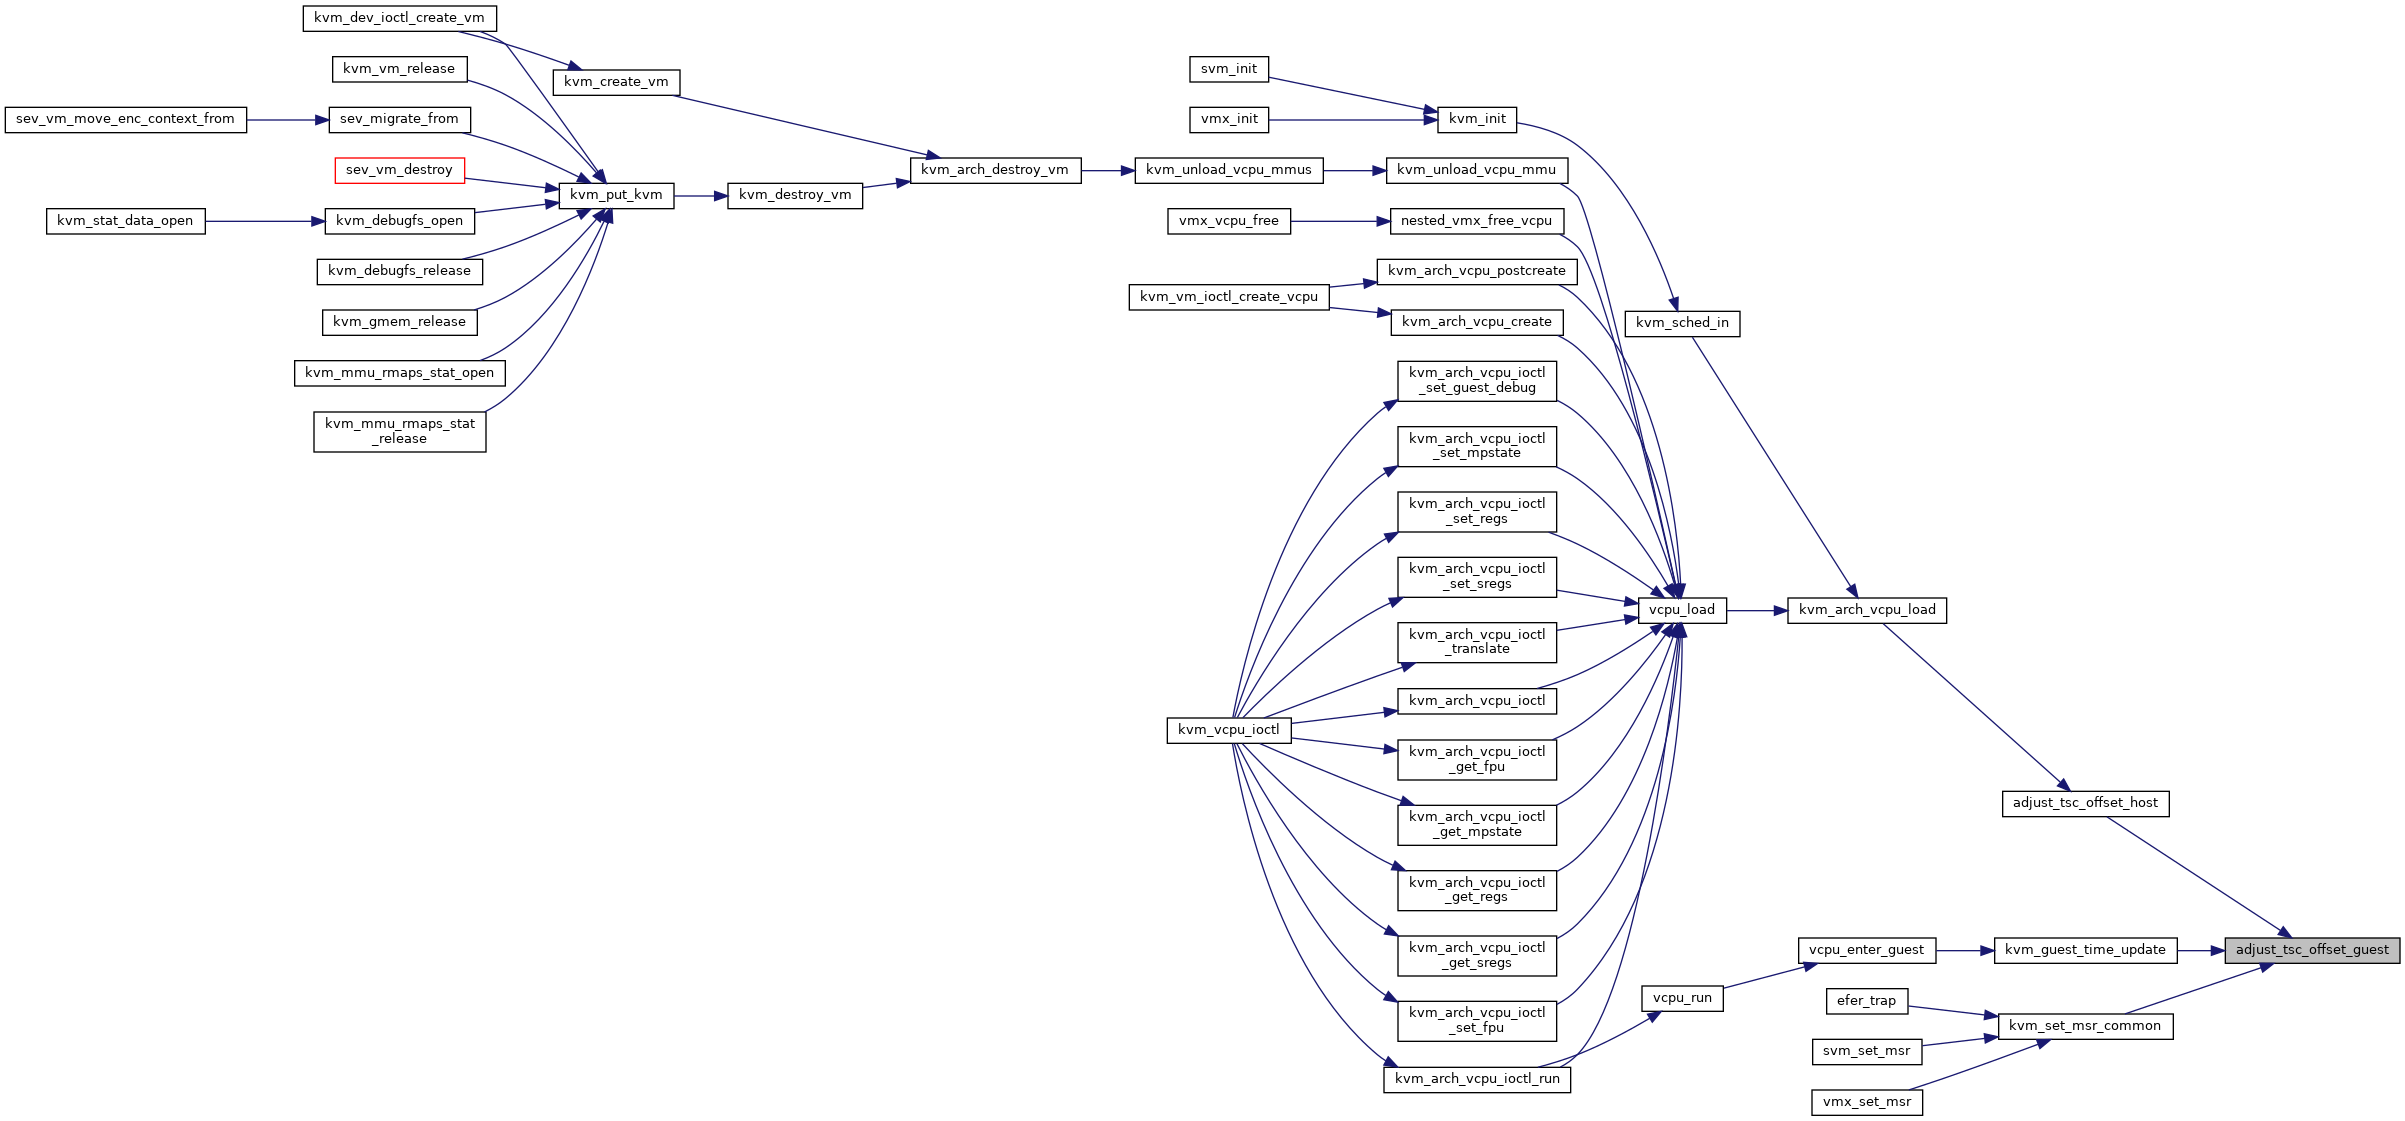 kvm_dev_ioctl_create_vm
kvm_vm_release
kvm_create_vm
sev_vm_move_enc_context_from
sev_migrate_from
sev_vm_destroy
kvm_put_kvm
kvm_stat_data_open
kvm_debugfs_open
kvm_debugfs_release
kvm_gmem_release
kvm_mmu_rmaps_stat_open
kvm_mmu_rmaps_stat
_release
kvm_destroy_vm
kvm_arch_destroy_vm
svm_init
vmx_init
kvm_init
kvm_unload_vcpu_mmus
kvm_unload_vcpu_mmu
vmx_vcpu_free
nested_vmx_free_vcpu
kvm_arch_vcpu_postcreate
kvm_vm_ioctl_create_vcpu
kvm_arch_vcpu_create
kvm_sched_in
kvm_arch_vcpu_ioctl
_set_guest_debug
kvm_arch_vcpu_ioctl
_set_mpstate
kvm_arch_vcpu_ioctl
_set_regs
kvm_arch_vcpu_ioctl
_set_sregs
vcpu_load
kvm_arch_vcpu_load
kvm_arch_vcpu_ioctl
_translate
kvm_arch_vcpu_ioctl
kvm_vcpu_ioctl
kvm_arch_vcpu_ioctl
_get_fpu
kvm_arch_vcpu_ioctl
_get_mpstate
adjust_tsc_offset_host
kvm_arch_vcpu_ioctl
_get_regs
kvm_arch_vcpu_ioctl
_get_sregs
vcpu_enter_guest
kvm_guest_time_update
adjust_tsc_offset_guest
vcpu_run
efer_trap
kvm_arch_vcpu_ioctl
_set_fpu
kvm_set_msr_common
svm_set_msr
kvm_arch_vcpu_ioctl_run
vmx_set_msr